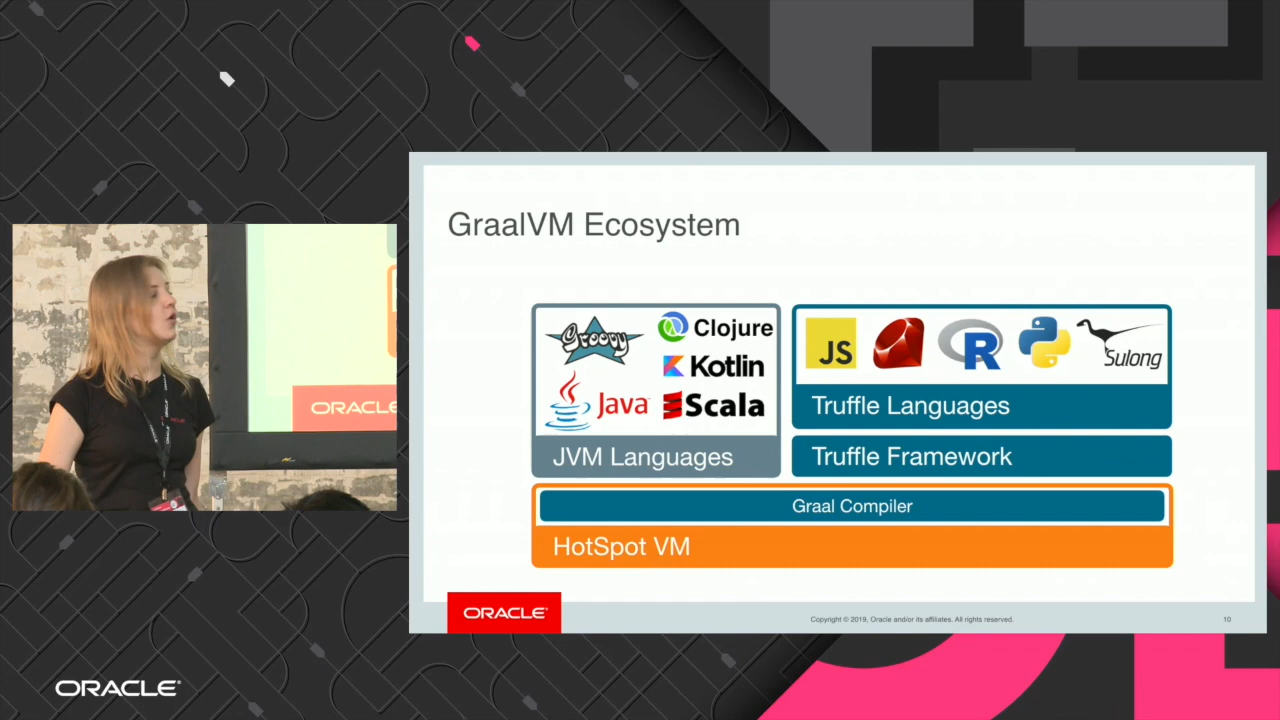 GraalVM Ecosystem
Groovy
Clojure
Kotlin
Java
Scala
JVM Languages
JS
R
Sulong
Truffle Languages
Truffle Framework
Graal Compiler
HotSpot VM
ORACLE
Copyright © 2019, Oracle and/or its affiliates. All rights reserved.
10
ORACLE
ORACLE